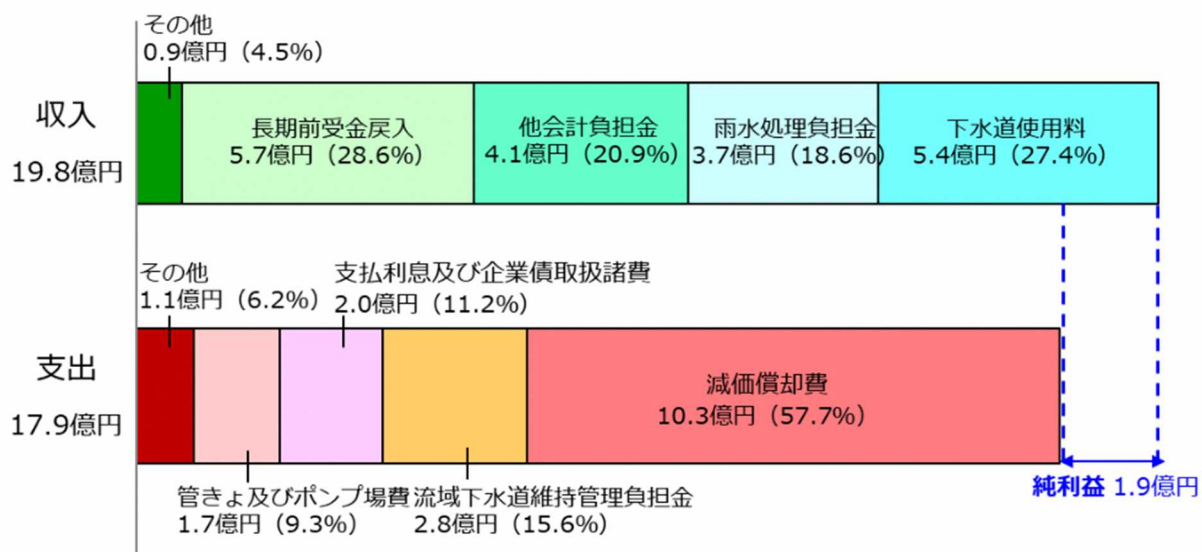 その他
0.9億円（4.5%）
収入
19.8億円
長期前受金戻入
5.7億円（28.6%）
他会計負担金
4.1億円（20.9%）
雨水処理負担金
3.7億円（18.6%）
下水道使用料
5.4億円（27.4%）
その他
1.1億円（6.2%）
支払利息及び企業債取扱諸費
2.0億円（11.2%）
支出
17.9億円
減価償却費
10.3億円（57.7%）
管きょ及びポンプ場費
1.7億円（9.3%）
流域下水道維持管理負担金
2.8億円（15.6%）
純利益 1.9億円